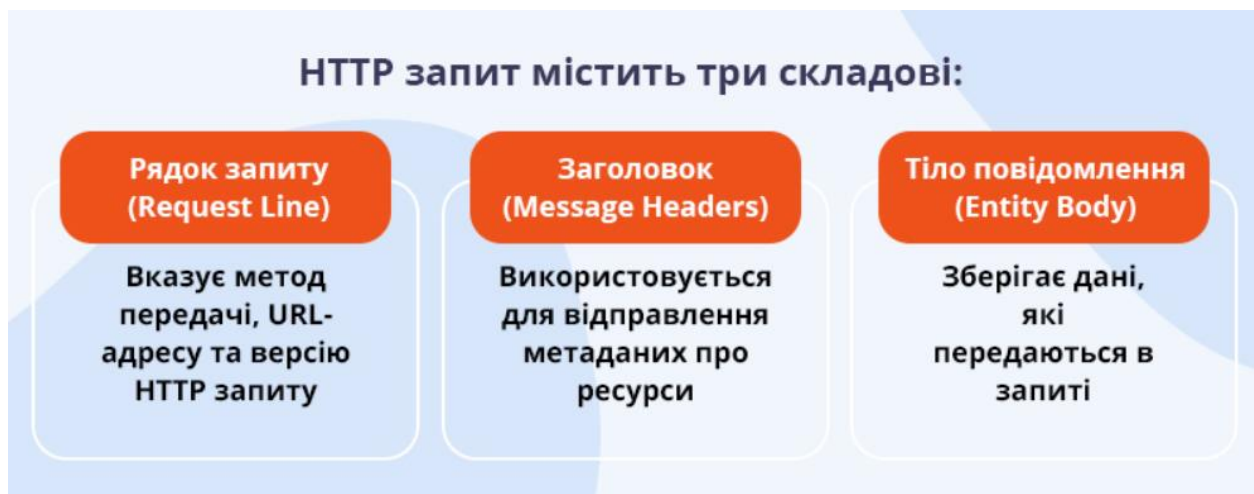 HTTP запит містить три складові:
Рядок запиту
(Request Line)
Вказує метод
передачі, URL-
адресу та версію
HTTP запиту
Заголовок
(Message Headers)
Використовується
для відправлення
метаданих про
ресурси
Тіло повідомлення
(Entity Body)
Зберігає дані,
які
передаються в
запиті